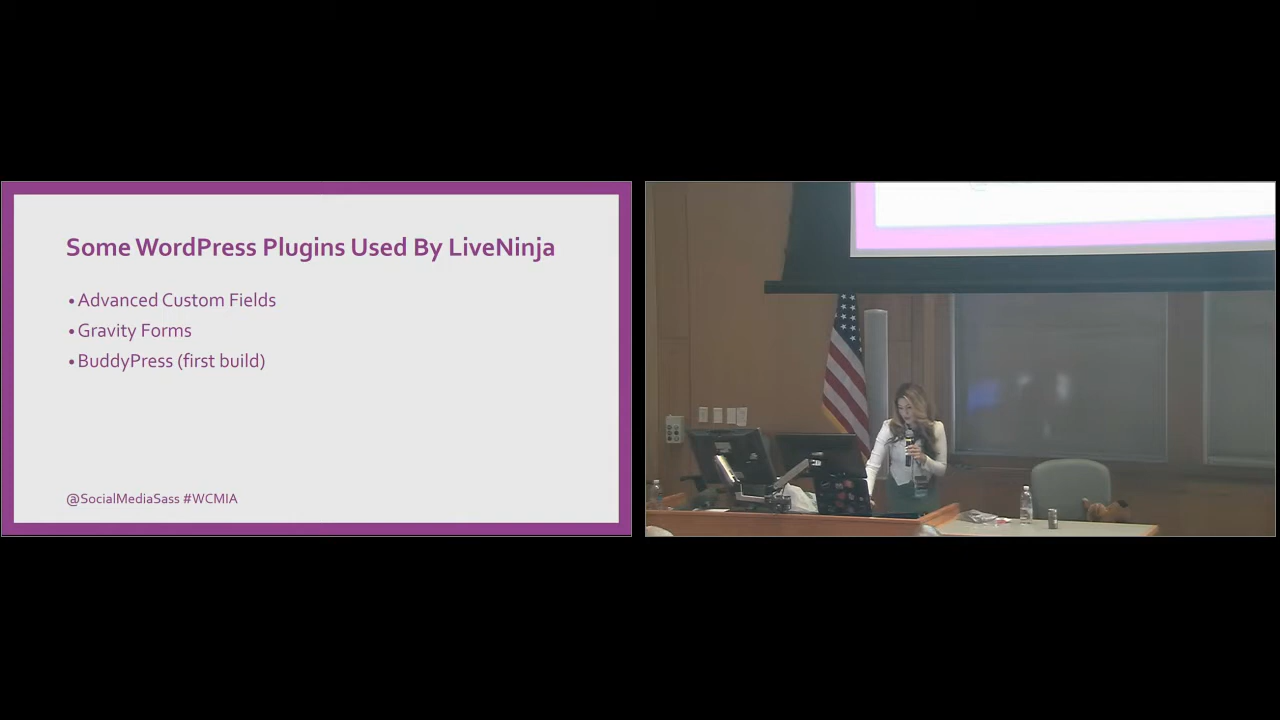 Some WordPress Plugins Used By LiveNinja
•Advanced Custom Fields
•Gravity Forms
•BuddyPress (first build)
@SocialMediaSass #WCMIA